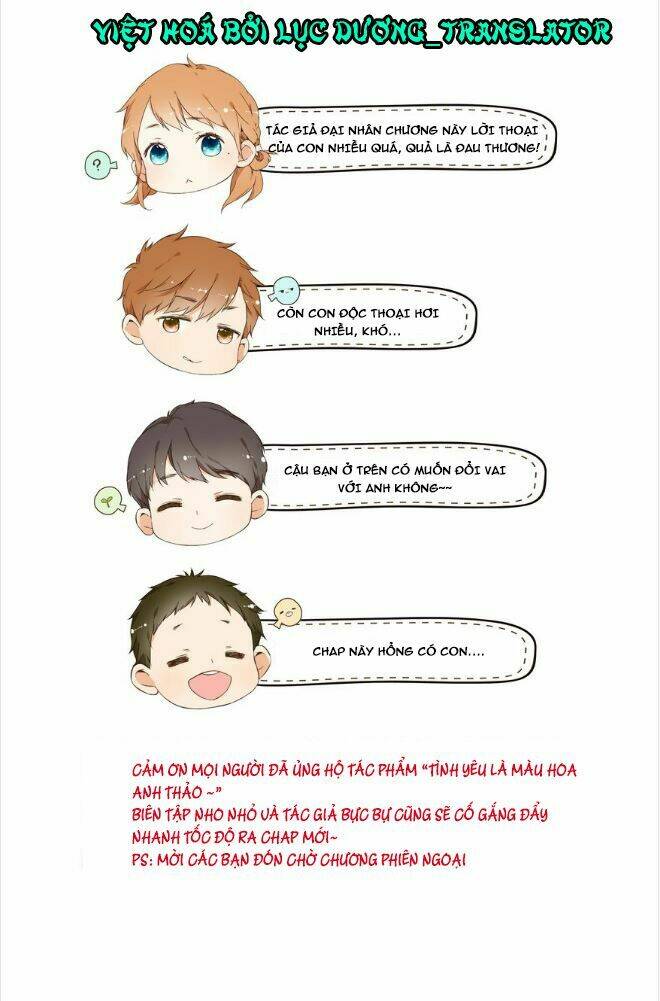 VIỆT HOÁ BỞI LỤC DƯƠNG_TRANSLATOR
TÁC GIẢ ĐẠI NHÂN CHƯƠNG NÀY LỜI THOẠI
CỦA CON NHIỀU QUÁ, QUẢ LÀ ĐAU THƯƠNG!
?
CÒN CON ĐỘC THOẠI HƠI
NHIỀU, KHÓ...
CẬU BẠN Ở TRÊN CÓ MUỐN ĐỔI VAI
VỚI ANH KHÔNG~~
CHAP NÀY HỔNG CÓ CON....
CẢM ƠN MỌI NGƯỜI ĐÃ ỦNG HỘ TÁC PHẨM “TÌNH YÊU LÀ MÀU HOA
ANH THẢO ~”
BIÊN TẬP NHO NHỎ VÀ TÁC GIẢ BỰC BỰ CŨNG SẼ CỐ GẮNG ĐẨY
NHANH TỐC ĐỘ RA CHAP MỚI~
PS: MỜI CÁC BẠN ĐÓN CHỜ CHƯƠNG PHIÊN NGOẠI